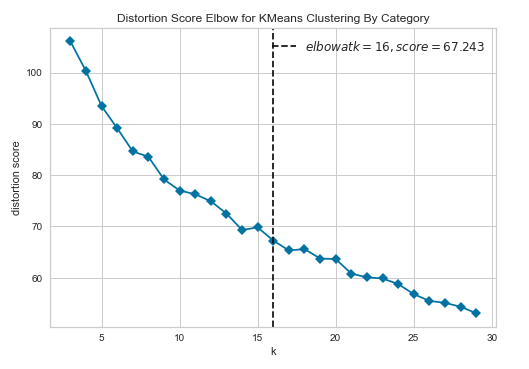 Distortion Score Elbow for KMeans Clustering By Category
elbowatk = 16, score = 67.243
distortion score
100
90
80
70
60
5 10 15 20 25 30
k